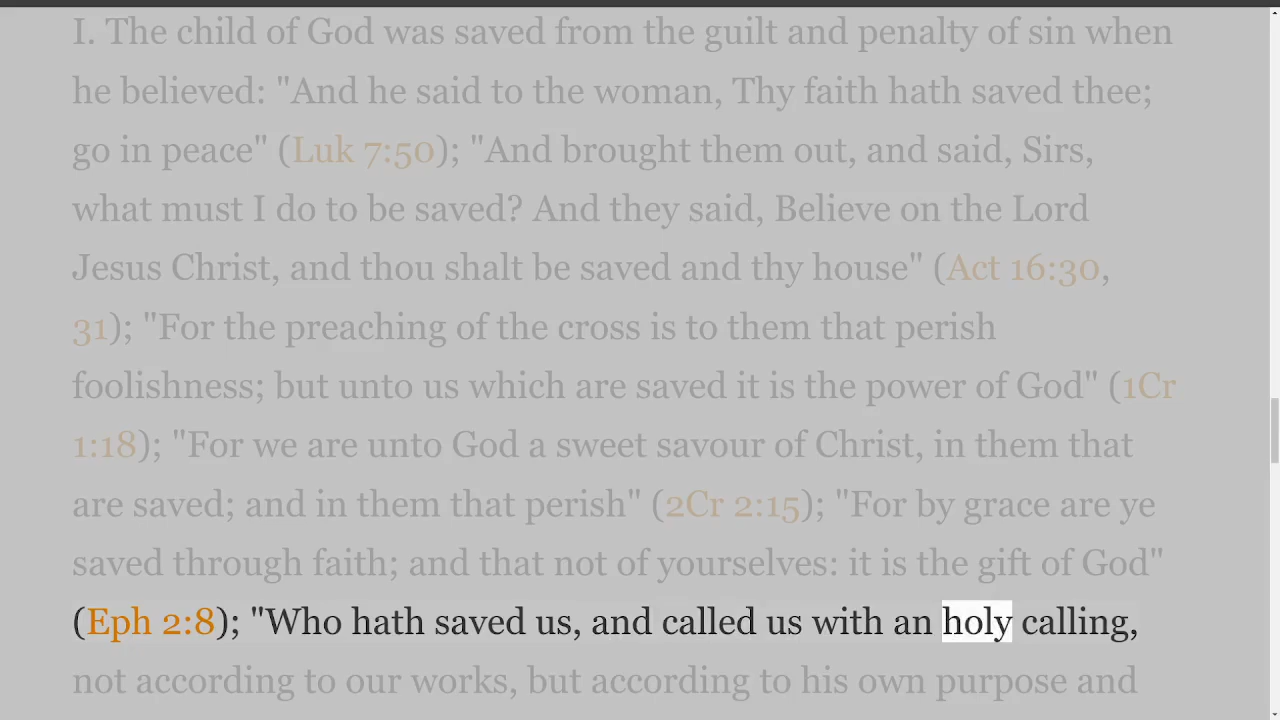 I. The child of God was saved from the guilt and penalty of sin when
he believed: "And he said to the woman, Thy faith hath saved thee;
go in peace" (Luk 7:50); "And brought them out, and said, Sirs,
what must I do to be saved? And they said, Believe on the Lord
Jesus Christ, and thou shalt be saved and thy house" (Act 16:30,
31); "For the preaching of the cross is to them that perish
foolishness; but unto us which are saved it is the power of God" (1Cr
1:18); "For we are unto God a sweet savour of Christ, in them that
are saved; and in them that perish" (2Cr 2:15); "For by grace are ye
saved through faith; and that not of yourselves: it is the gift of God"
(Eph 2:8); "Who hath saved us, and called us with an holy calling,
not according to our works, but according to his own purpose and